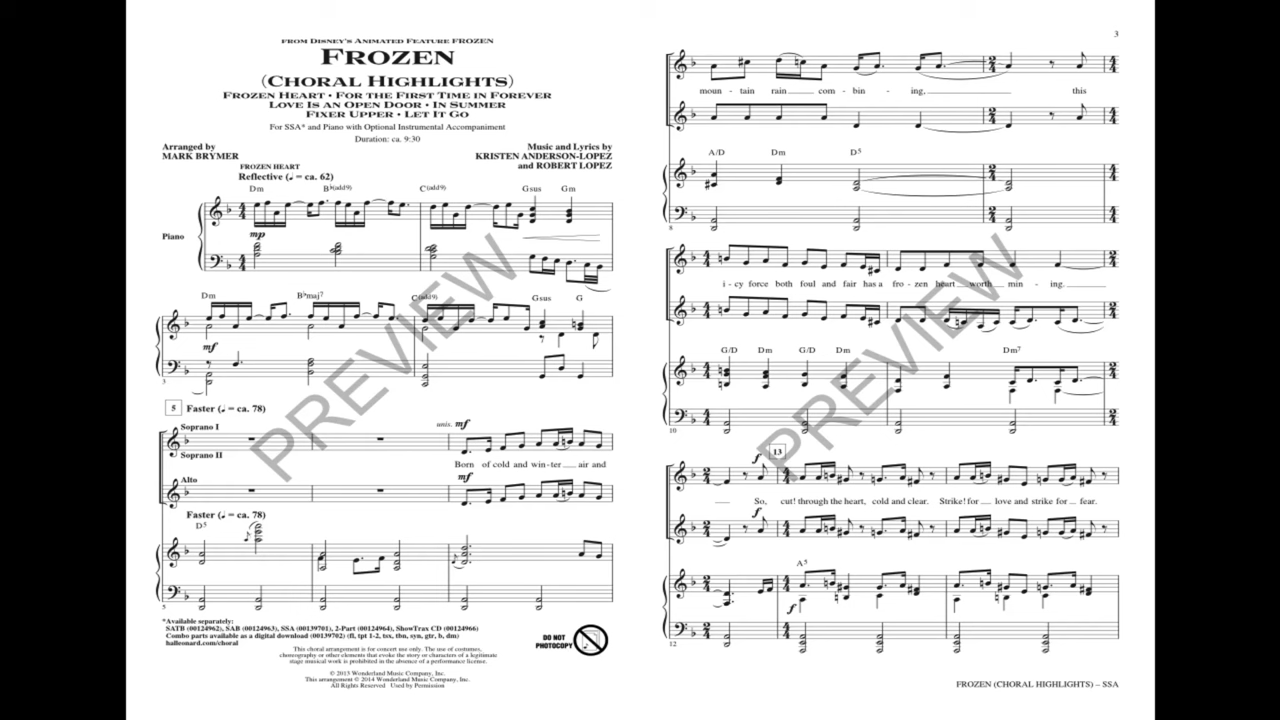 FROM DISNEY'S ANIMATED FEATURE FROZEN
FROZEN
(CHORAL HIGHLIGHTS)
FROZEN HEART • FOR THE FIRST TIME IN FOREVER
LOVE IS AN OPEN DOOR • IN SUMMER
FIXER UPPER • LET IT GO
For SSA* and Piano with Optional Instrumental Accompaniment
Duration: ca. 9:30
Arranged by
MARK BRYMER
Music and Lyrics by
KRISTEN ANDERSON-LOPEZ
and ROBERT LOPEZ
FROZEN HEART
Reflective (♩ = ca. 62)
Dm B♭(add9) C(add9) Gsus Gm
Piano
mp
Dm B♭maj7 C(add9) Gsus G
mf
3
5 Faster (♩ = ca. 78)
Soprano I
Soprano II
unis. mf
Born of cold and win-ter air and
Alto
mf
Faster (♩ = ca. 78)
D5
5
*Available separately:
SATB (00124962), SAB (00124963), SSA (00139701), 2-Part (00124964), ShowTrax CD (00124966)
Combo parts available as a digital download (00139702) (fl, tpt 1-2, tsx, tbn, syn, gtr, b, dm)
halleonard.com/choral
This choral arrangement is for concert use only. The use of costumes,
choreography or other elements that evoke the story or characters of a legitimate
stage musical work is prohibited in the absence of a performance license.
DO NOT
PHOTOCOPY
© 2013 Wonderland Music Company, Inc.
This arrangement © 2014 Wonderland Music Company, Inc.
All Rights Reserved Used by Permission
PREVIEW
3
moun - tain rain com - bin - ing, this
A/D Dm D5
8
i - cy force both foul and fair has a fro - zen heart worth min - ing.
G/D Dm G/D Dm Dm7
10
f 13
So, cut! through the heart, cold and clear. Strike! for love and strike for fear.
f
A5
f
12
PREVIEW
FROZEN (CHORAL HIGHLIGHTS) – SSA